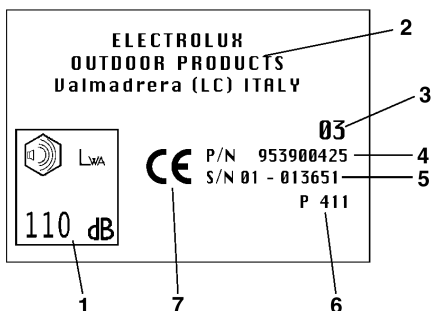 ELECTROLUX
OUTDOOR PRODUCTS
Valmadrera (LC) ITALY
2
03
3
LWA
CE
P/N 953900425
4
S/N 01 - 013651
5
P 411
110 dB
1
7
6